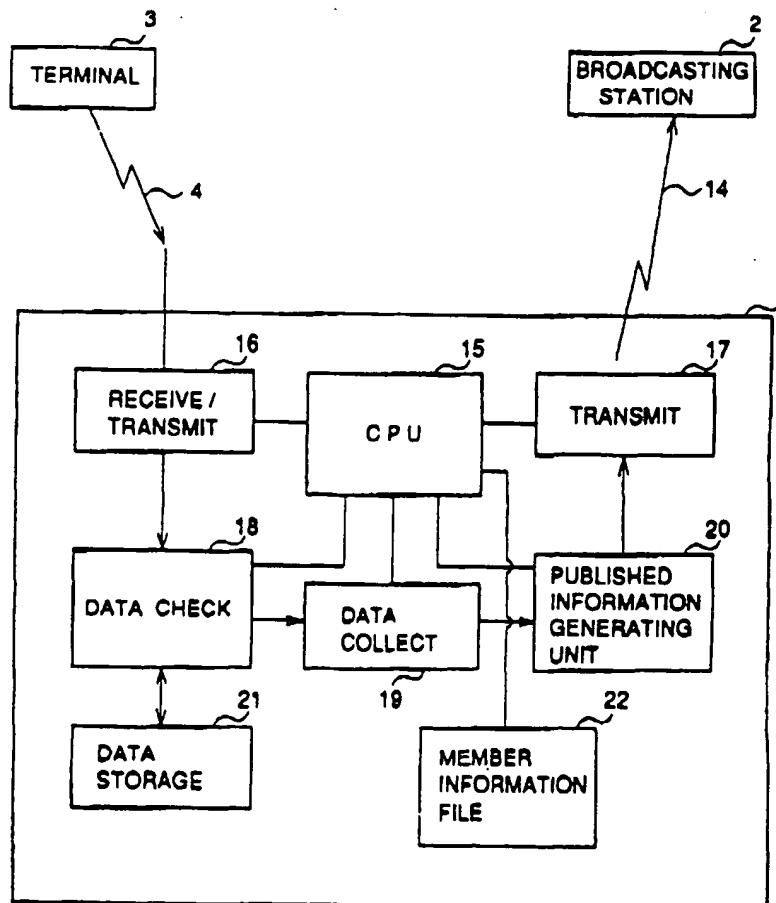 3
TERMINAL
2
BROADCASTING
STATION
4
14
16
RECEIVE /
TRANSMIT
15
CPU
17
TRANSMIT
18
DATA CHECK
DATA
COLLECT
19
20
PUBLISHED
INFORMATION
GENERATING
UNIT
21
DATA
STORAGE
22
MEMBER
INFORMATION
FILE